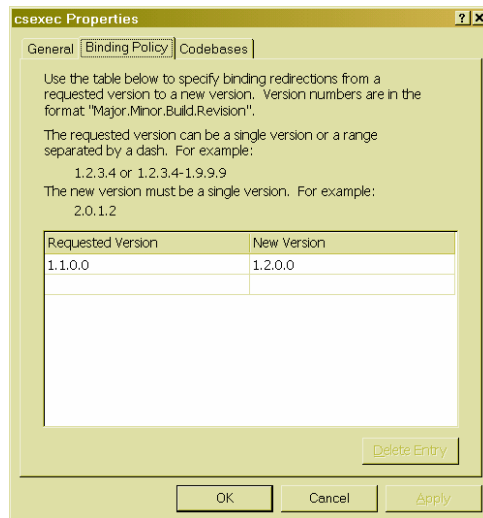 csexec Properties
General Binding Policy Codebases
Use the table below to specify binding redirections from a
requested version to a new version. Version numbers are in the
format "Major.Minor.Build.Revision".
The requested version can be a single version or a range
separated by a dash. For example:
1.2.3.4 or 1.2.3.4-1.9.9.9
The new version must be a single version. For example:
2.0.1.2
Requested Version New Version
1.1.0.0 1.2.0.0
Delete Entry
OK Cancel Apply